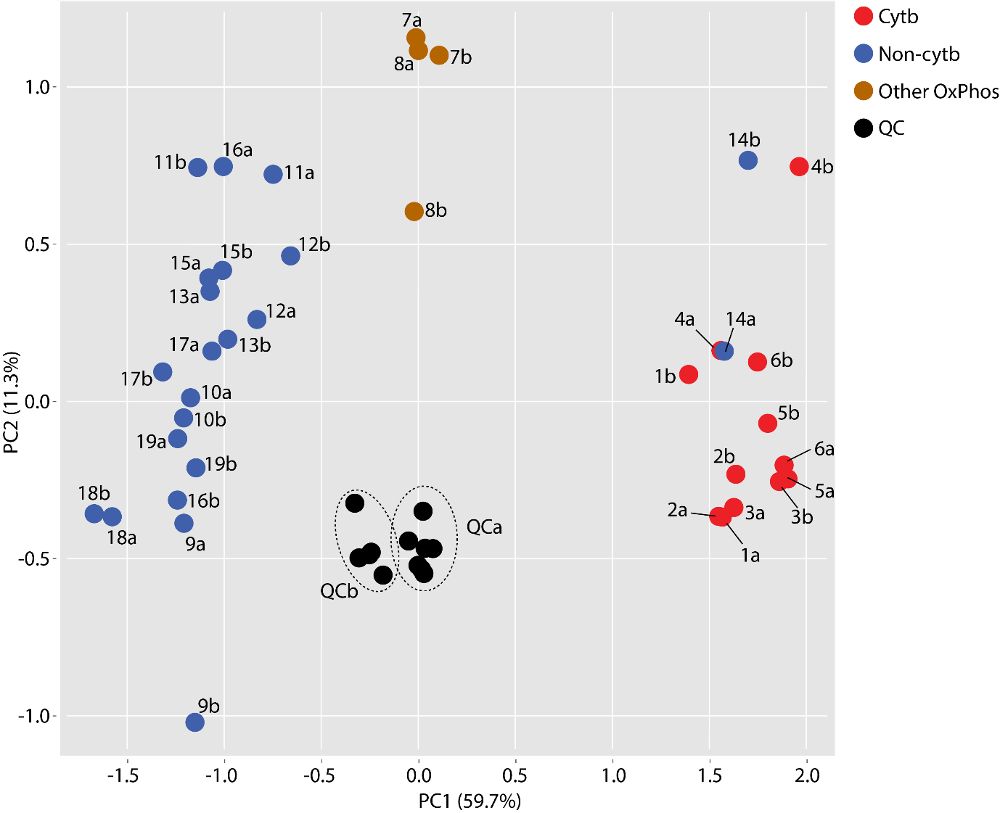 7a
8a
7b
Cytb
Non-cytb
Other OxPhos
QC
1.0
11b
16a
11a
14b
4b
8b
0.5
15a
15b
12b
13a
12a
17a
13b
4a
14a
6b
1b
17b
10a
0.0
10b
5b
19a
19b
2b
6a
5a
18b
16b
2a
3a
3b
18a
9a
QCa
1a
-0.5
QCb
9b
-1.0
PC2 (11.3%)
-1.5
-1.0
-0.5
0.0
0.5
1.0
1.5
2.0
PC1 (59.7%)